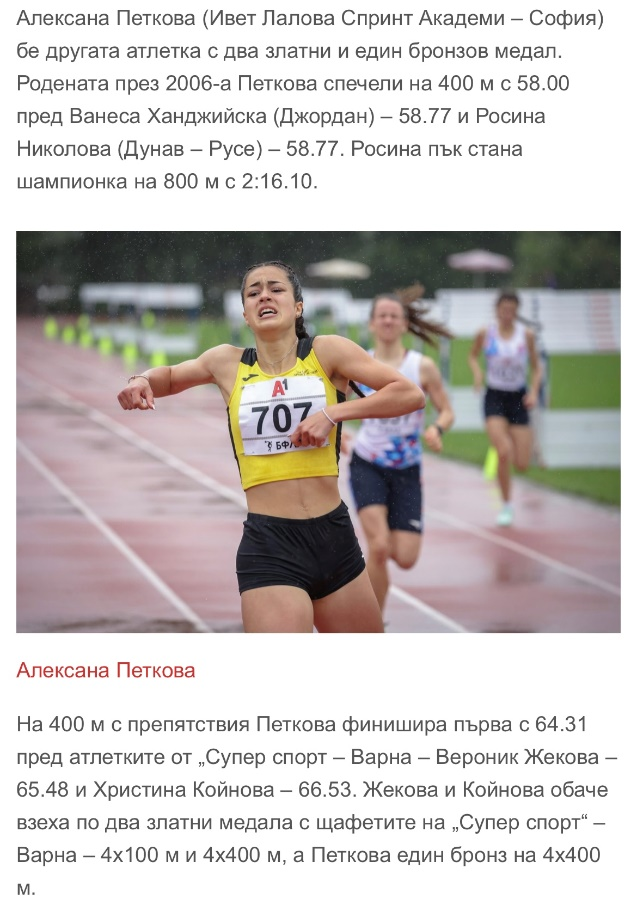 Алексана Петкова (Ивет Лалова Спринт Академи – София)
бе другата атлетка с два златни и един бронзов медал.
Родената през 2006-а Петкова спечели на 400 м с 58.00
пред Ванеса Ханджийска (Джордан) – 58.77 и Росина
Николова (Дунав – Русе) – 58.77. Росина пък стана
шампионка на 800 м с 2:16.10.
A1
707
Алексана Петкова
На 400 м с препятствия Петкова финишира първа с 64.31
пред атлетките от „Супер спорт – Варна – Вероник Жекова –
65.48 и Христина Койнова – 66.53. Жекова и Койнова обаче
взеха по два златни медала с щафетите на „Супер спорт“ –
Варна – 4х100 м и 4х400 м, а Петкова един бронз на 4х400
м.